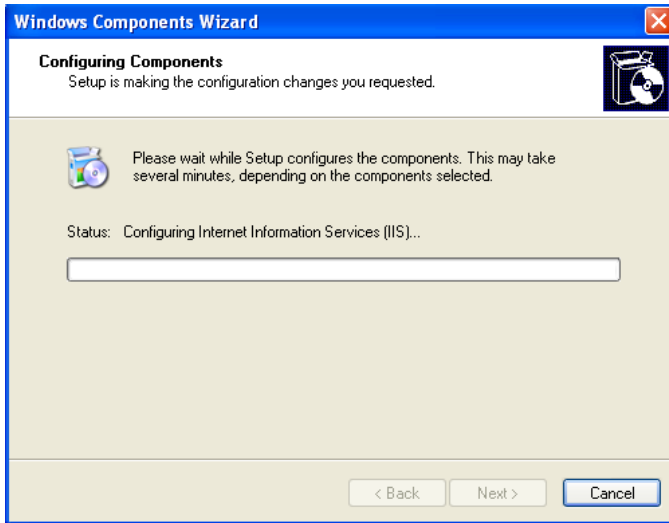 Windows Components Wizard
Configuring Components
Setup is making the configuration changes you requested.
Please wait while Setup configures the components. This may take
several minutes, depending on the components selected.
Status: Configuring Internet Information Services (IIS)...
< Back Next > Cancel